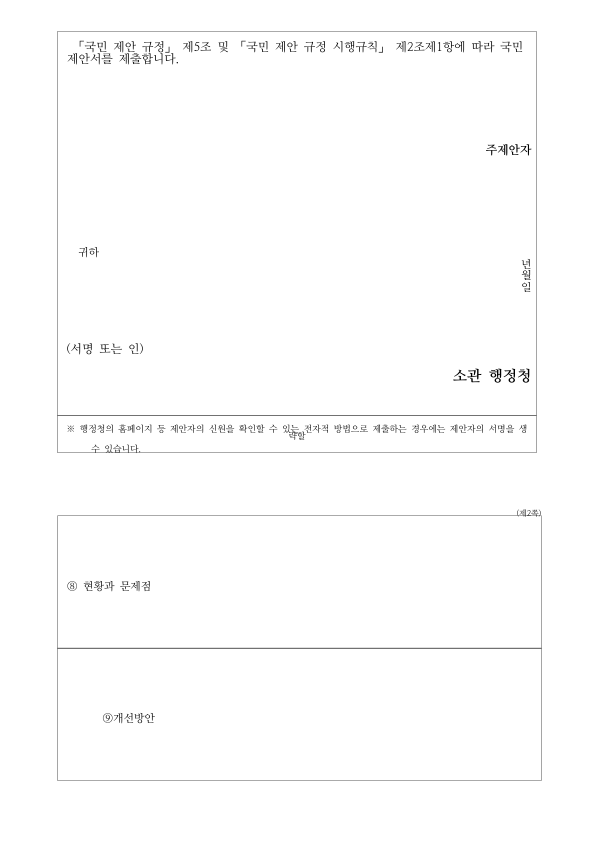 「국민 제안 규정」 제5조 및 「국민 제안 규정 시행규칙」 제2조제1항에 따라 국민
제안서를 제출합니다.
주제안자
귀하
년
월
일
(서명 또는 인)
소관 행정청
※ 행정청의 홈페이지 등 제안자의 신원을 확인할 수 있는 전자적 방법으로 제출하는 경우에는 제안자의 서명을 생
략할
수 있습니다.
(제2쪽)
⑧ 현황과 문제점
⑨개선방안